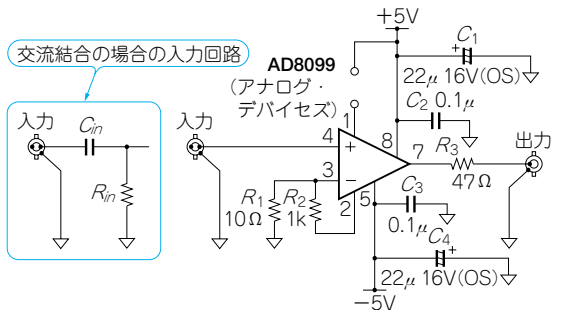 交流結合の場合の入力回路
入力
Cin
Rin
+5V
C1
22μ 16V(OS)
AD8099
(アナログ・
デバイセズ)
C2 0.1μ
入力
1
4
8
3
7
2
5
R1
10Ω
R2
1k
R3
47Ω
出力
C3
0.1μ
C4
22μ 16V(OS)
−5V